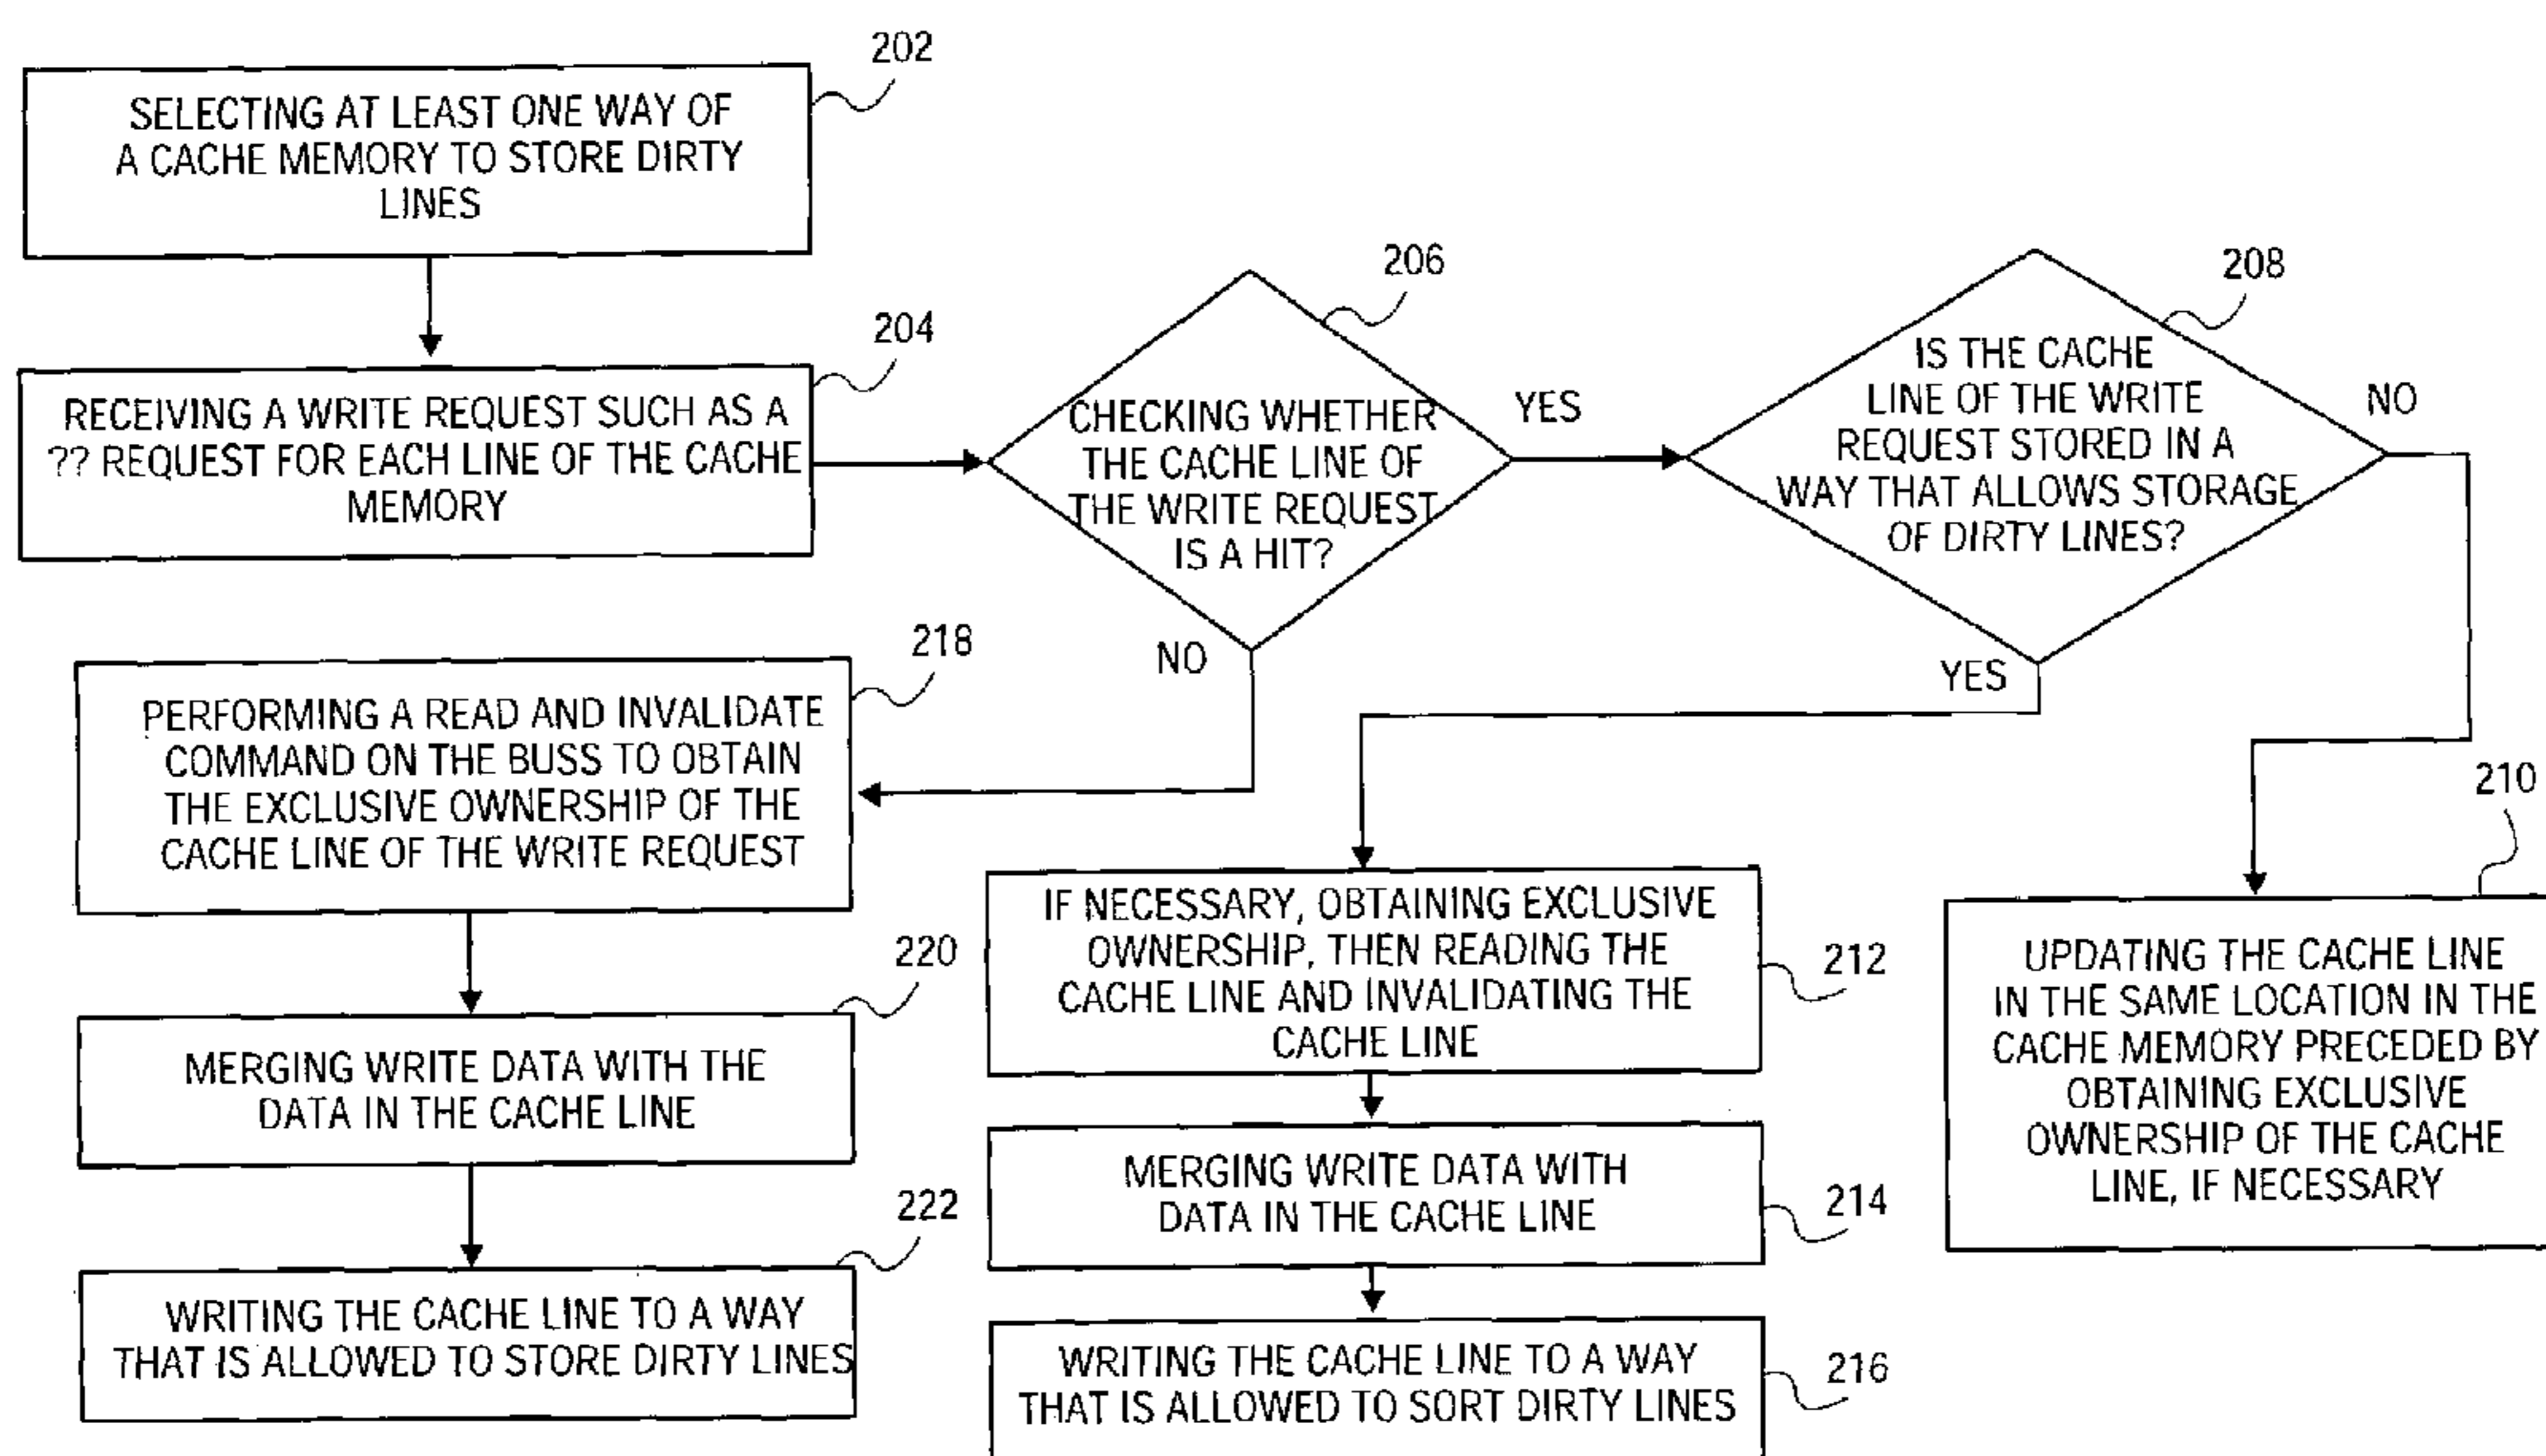 202
SELECTING AT LEAST ONE WAY OF
A CACHE MEMORY TO STORE DIRTY
LINES
204
RECEIVING A WRITE REQUEST SUCH AS A
?? REQUEST FOR EACH LINE OF THE CACHE
MEMORY
206
CHECKING WHETHER
THE CACHE LINE OF
THE WRITE REQUEST
IS A HIT?
YES
NO
208
IS THE CACHE
LINE OF THE WRITE
REQUEST STORED IN A
WAY THAT ALLOWS STORAGE
OF DIRTY LINES?
NO
YES
218
PERFORMING A READ AND INVALIDATE
COMMAND ON THE BUSS TO OBTAIN
THE EXCLUSIVE OWNERSHIP OF THE
CACHE LINE OF THE WRITE REQUEST
220
MERGING WRITE DATA WITH THE
DATA IN THE CACHE LINE
222
WRITING THE CACHE LINE TO A WAY
THAT IS ALLOWED TO STORE DIRTY LINES
IF NECESSARY, OBTAINING EXCLUSIVE
OWNERSHIP, THEN READING THE
CACHE LINE AND INVALIDATING THE
CACHE LINE
212
MERGING WRITE DATA WITH
DATA IN THE CACHE LINE
214
WRITING THE CACHE LINE TO A WAY
THAT IS ALLOWED TO SORT DIRTY LINES
216
210
UPDATING THE CACHE LINE
IN THE SAME LOCATION IN THE
CACHE MEMORY PRECEDED BY
OBTAINING EXCLUSIVE
OWNERSHIP OF THE CACHE
LINE, IF NECESSARY